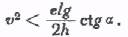 v² < elg/2h ctg α.